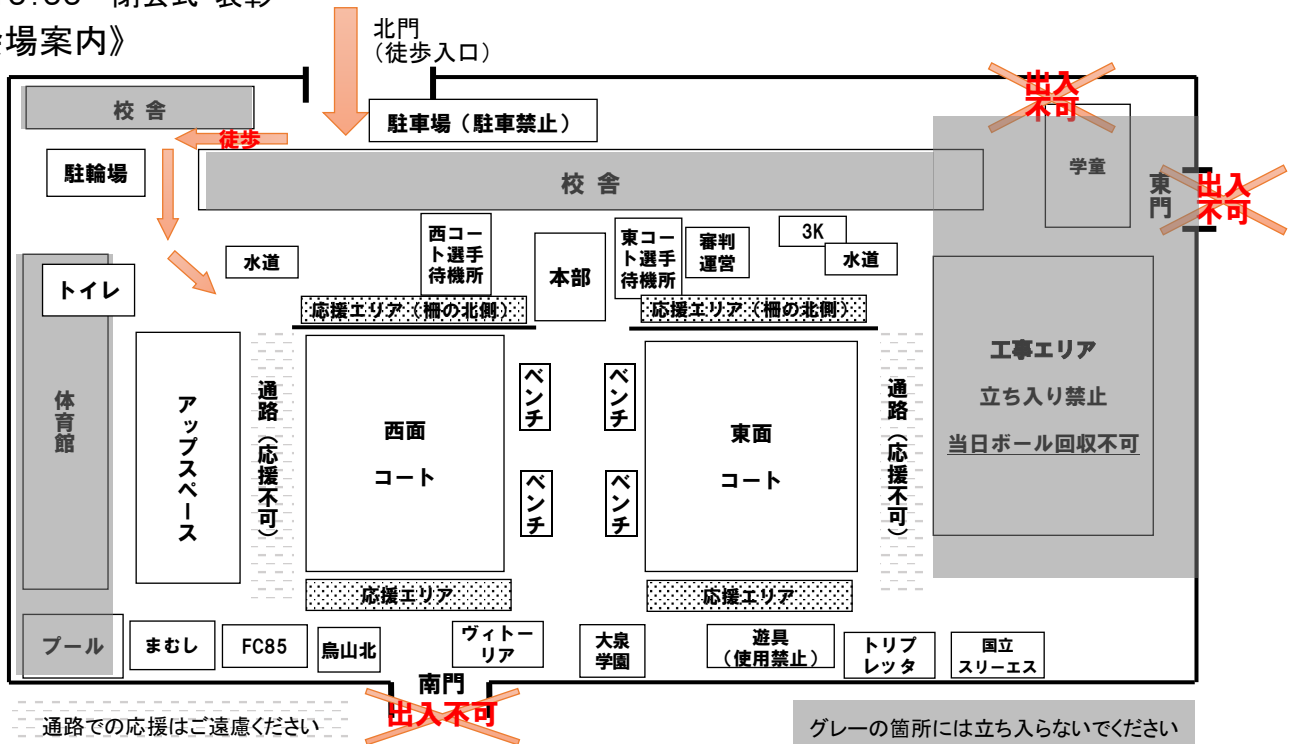 閉会式 表彰
場案内》
北門
（徒歩入口）
出入
不可
校 舎
駐車場（駐車禁止）
徒歩
駐輪場
校 舎
学童
東門
出入
不可
水道
西コー
ト選手
待機所
本部
東コー
ト選手
待機所
審判
運営
3K
水道
トイレ
応援エリア（柵の北側）
応援エリア（柵の北側）
体育館
アップスペース
通路（応援不可）
西面
コート
ベンチ
ベンチ
ベンチ
ベンチ
東面
コート
通路（応援不可）
工事エリア
立ち入り禁止
当日ボール回収不可
応援エリア
応援エリア
プール
まむし
FC85
烏山北
ヴィトー
リア
大泉
学園
遊具
（使用禁止）
トリプ
レッタ
国立
スリーエス
南門
出入不可
通路での応援はご遠慮ください
グレーの箇所には立ち入らないでください